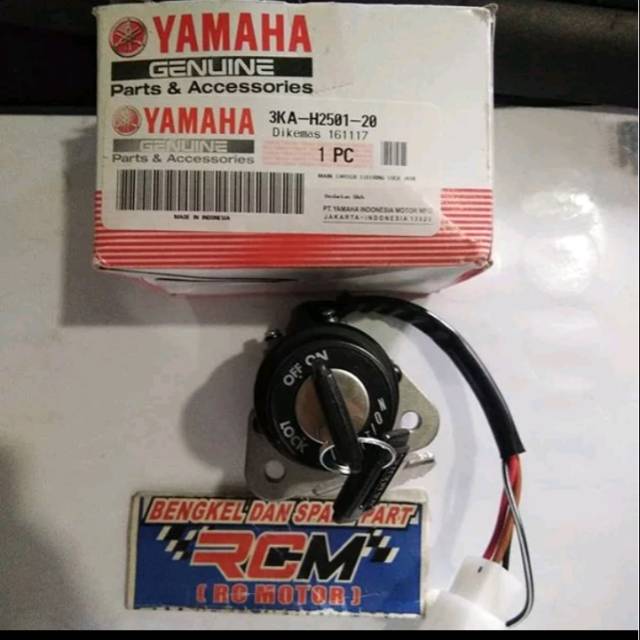 YAMAHA
GENUINE
Parts & Accessories
YAMAHA
GENUINE
Parts & Accessories
3KA-H2501-20
Dikemas 161117
1 PC
MADE IN INDONESIA
PT. YAMAHA INDONESIA MOTOR MFG
JAKARTA-INDONESIA
OFF ON
LOCK
BENGKEL DAN SPARE PART
RCM
( RC MOTOR )